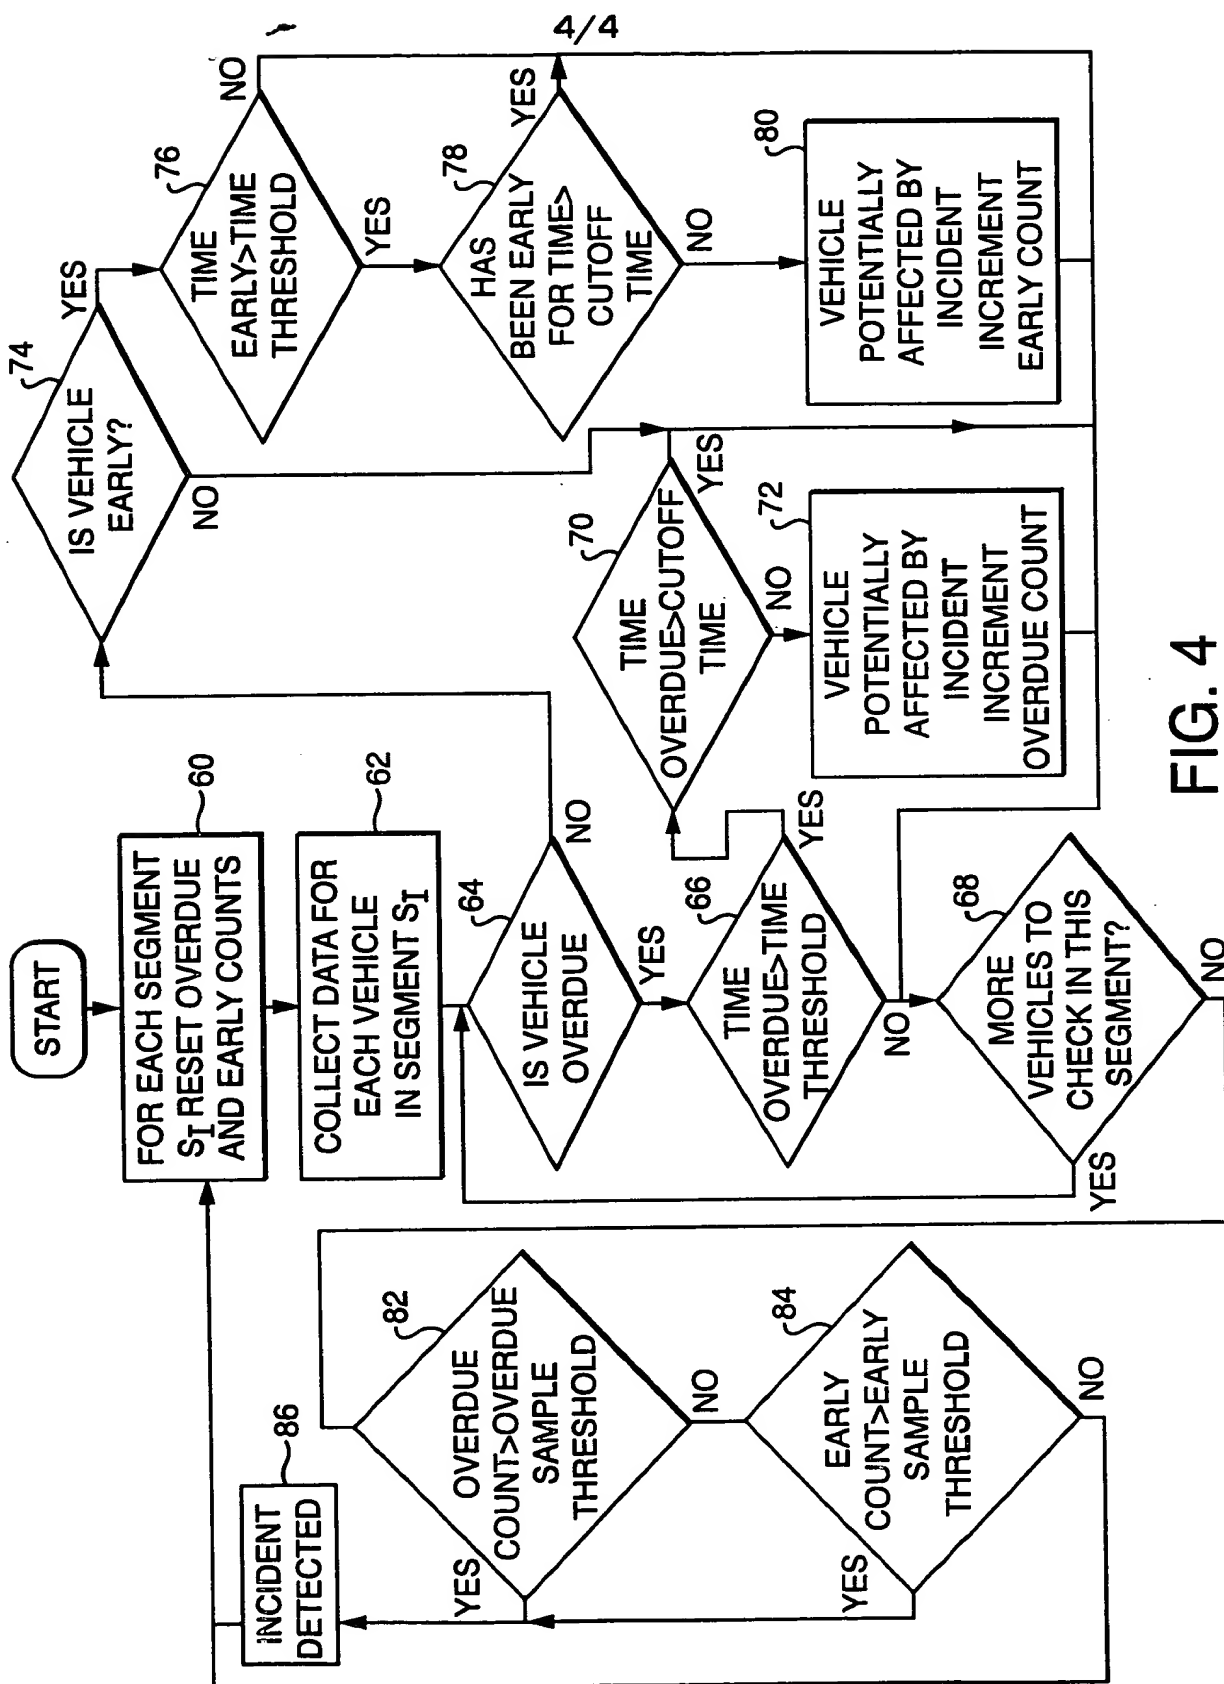 4/4
START
FOR EACH SEGMENT
SI RESET OVERDUE
AND EARLY COUNTS
60
COLLECT DATA FOR
EACH VEHICLE
IN SEGMENT SI
62
IS VEHICLE
OVERDUE
64
NO
YES
TIME
OVERDUE>TIME
THRESHOLD
66
YES
NO
MORE
VEHICLES TO
CHECK IN THIS
SEGMENT?
68
YES
NO
TIME
OVERDUE>CUTOFF
TIME
70
YES
NO
VEHICLE
POTENTIALLY
AFFECTED BY
INCIDENT
INCREMENT
OVERDUE COUNT
72
IS VEHICLE
EARLY?
74
YES
NO
TIME
EARLY>TIME
THRESHOLD
76
NO
YES
HAS
BEEN EARLY
FOR TIME>
CUTOFF
TIME
78
YES
NO
VEHICLE
POTENTIALLY
AFFECTED BY
INCIDENT
INCREMENT
EARLY COUNT
80
OVERDUE
COUNT>OVERDUE
SAMPLE
THRESHOLD
82
YES
NO
EARLY
COUNT>EARLY
SAMPLE
THRESHOLD
84
YES
NO
INCIDENT
DETECTED
86
FIG. 4